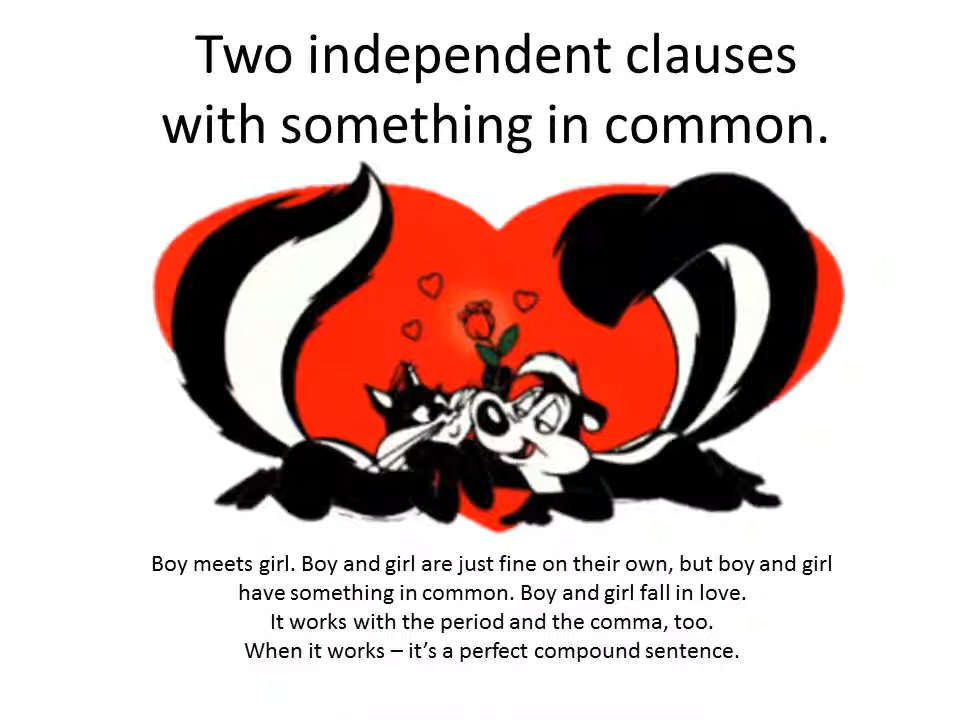 Two independent clauses
with something in common.
Boy meets girl. Boy and girl are just fine on their own, but boy and girl
have something in common. Boy and girl fall in love.
It works with the period and the comma, too.
When it works – it’s a perfect compound sentence.